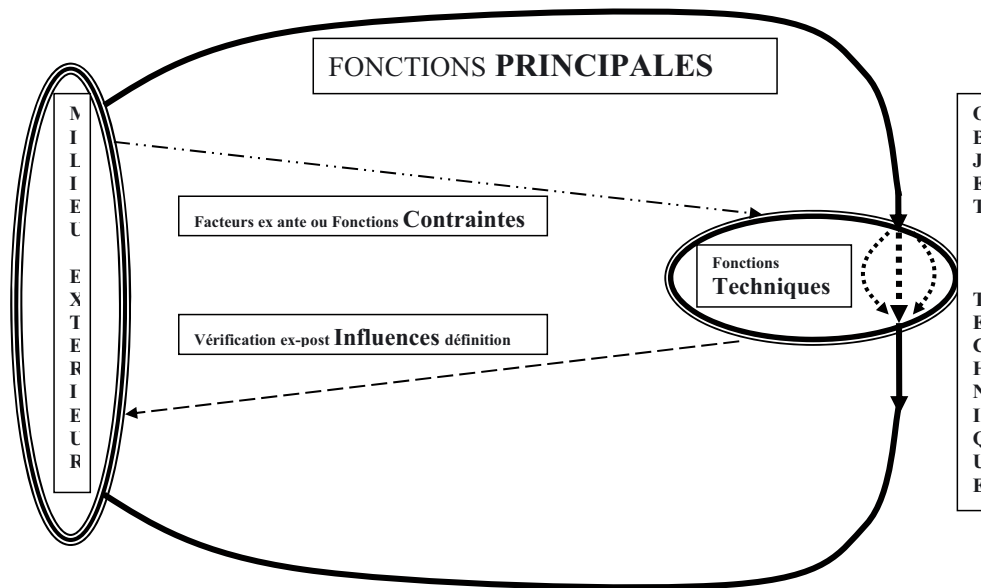 FONCTIONS PRINCIPALES
MILIEU EXTERIEUR
Facteurs ex ante ou Fonctions Contraintes
Fonctions
Techniques
Vérification ex-post Influences définition
OBJET TECHNIQUE